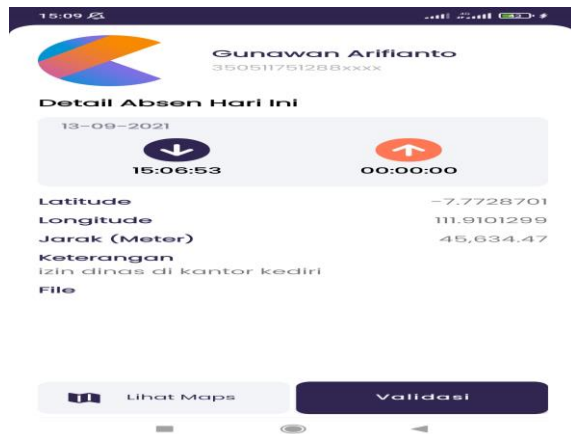 15:09
Gunawan Arifianto
350511751288xxxx
Detail Absen Hari Ini
13-09-2021
15:06:53 00:00:00
Latitude -7.7728701
Longitude 111.9101299
Jarak (Meter) 45,634.47
Keterangan
izin dinas di kantor kediri
File
Lihat Maps Validasi